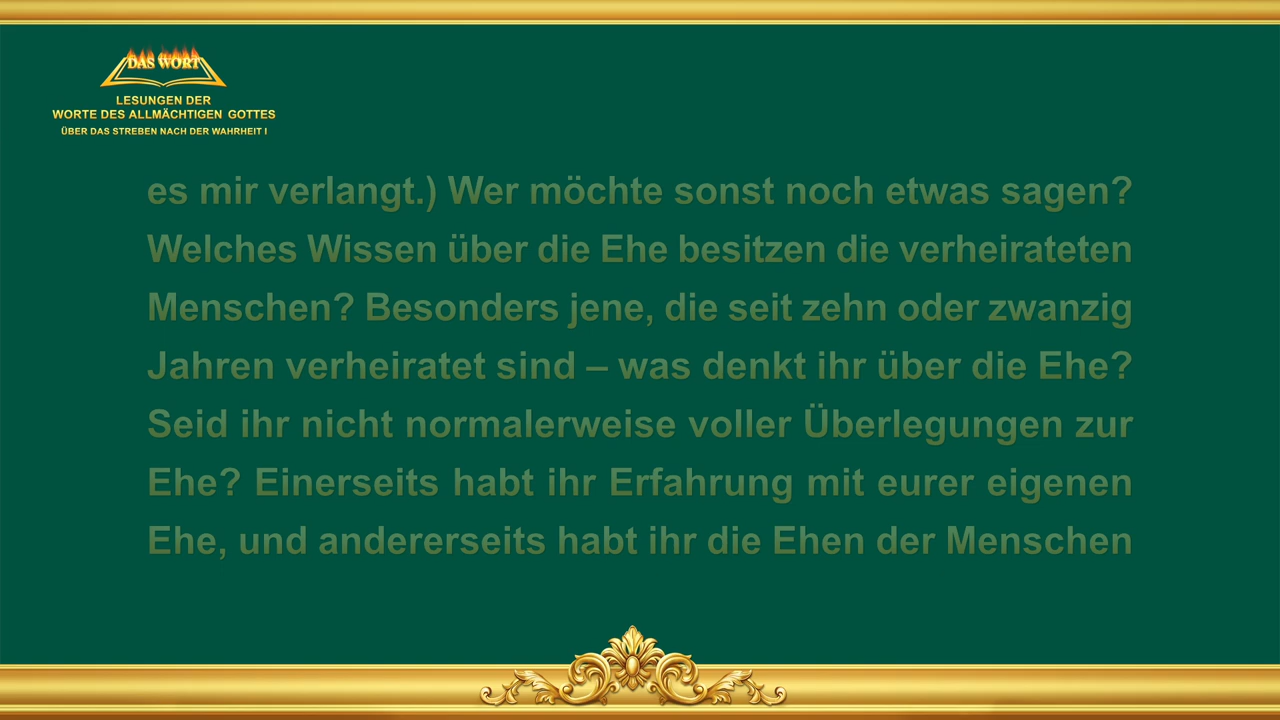 DAS WORT
LESUNGEN DER
WORTE DES ALLMÄCHTIGEN GOTTES
ÜBER DAS STREBEN NACH DER WAHRHEIT I
es mir verlangt.) Wer möchte sonst noch etwas sagen?
Welches Wissen über die Ehe besitzen die verheirateten
Menschen? Besonders jene, die seit zehn oder zwanzig
Jahren verheiratet sind – was denkt ihr über die Ehe?
Seid ihr nicht normalerweise voller Überlegungen zur
Ehe? Einerseits habt ihr Erfahrung mit eurer eigenen
Ehe, und andererseits habt ihr die Ehen der Menschen